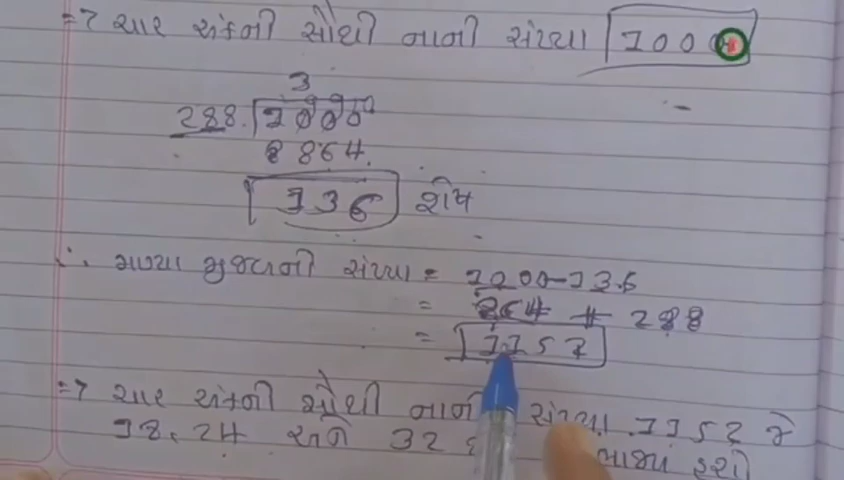 => ચાર અંકની સૌથી નાની સંખ્યા 1000
3
288. 1000
864.
136 શેષ
∴ માગ્યા મુજબની સંખ્યા = 1000-136
= 864 + 288
= 1152
=> ચાર અંકની સૌથી નાની સંખ્યા 1152 જે
18, 24 અને 32 ભાજ્ય હશે